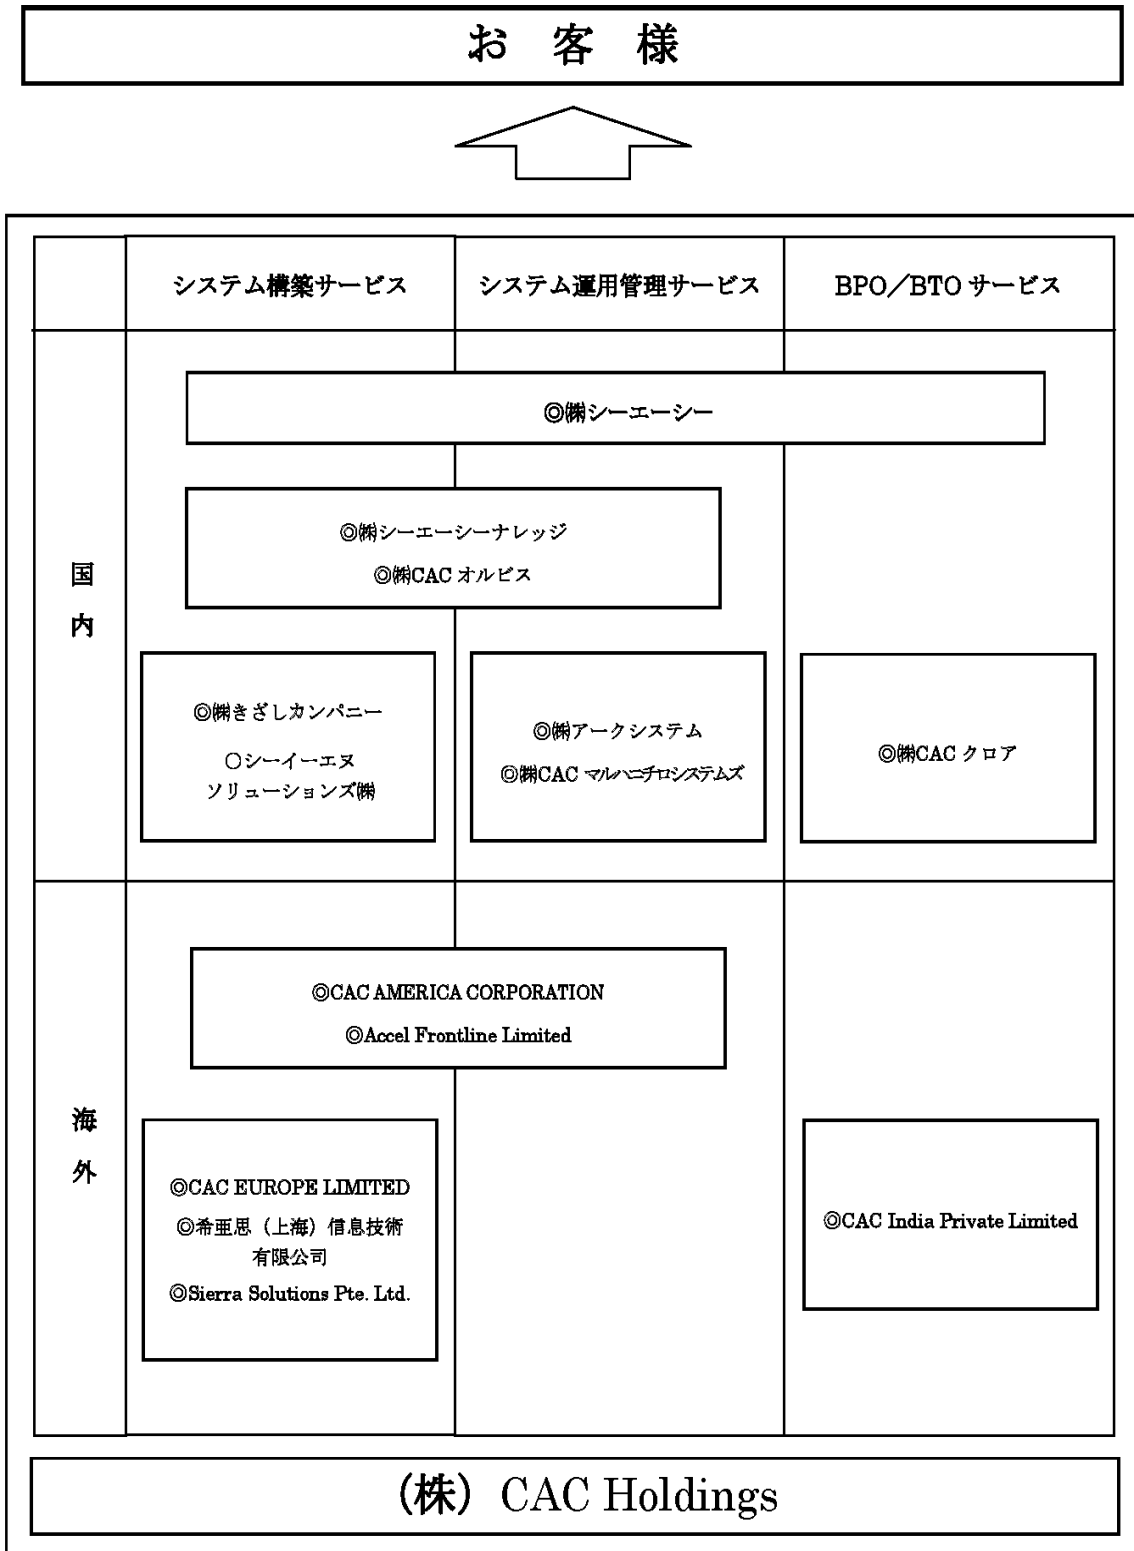 お 客 様
システム構築サービス
システム運用管理サービス
BPO／BTO サービス
国
内
◎㈱シーエーシー
◎㈱シーエーシーナレッジ
◎㈱CAC オルビス
◎㈱きざしカンパニー
○シーイーエヌ
ソリューションズ㈱
◎㈱アークシステム
◎㈱CAC マルハニチロシステムズ
◎㈱CAC クロア
海
外
◎CAC AMERICA CORPORATION
◎Accel Frontline Limited
◎CAC EUROPE LIMITED
◎希亜思（上海）信息技術
有限公司
◎Sierra Solutions Pte. Ltd.
◎CAC India Private Limited
（株） CAC Holdings